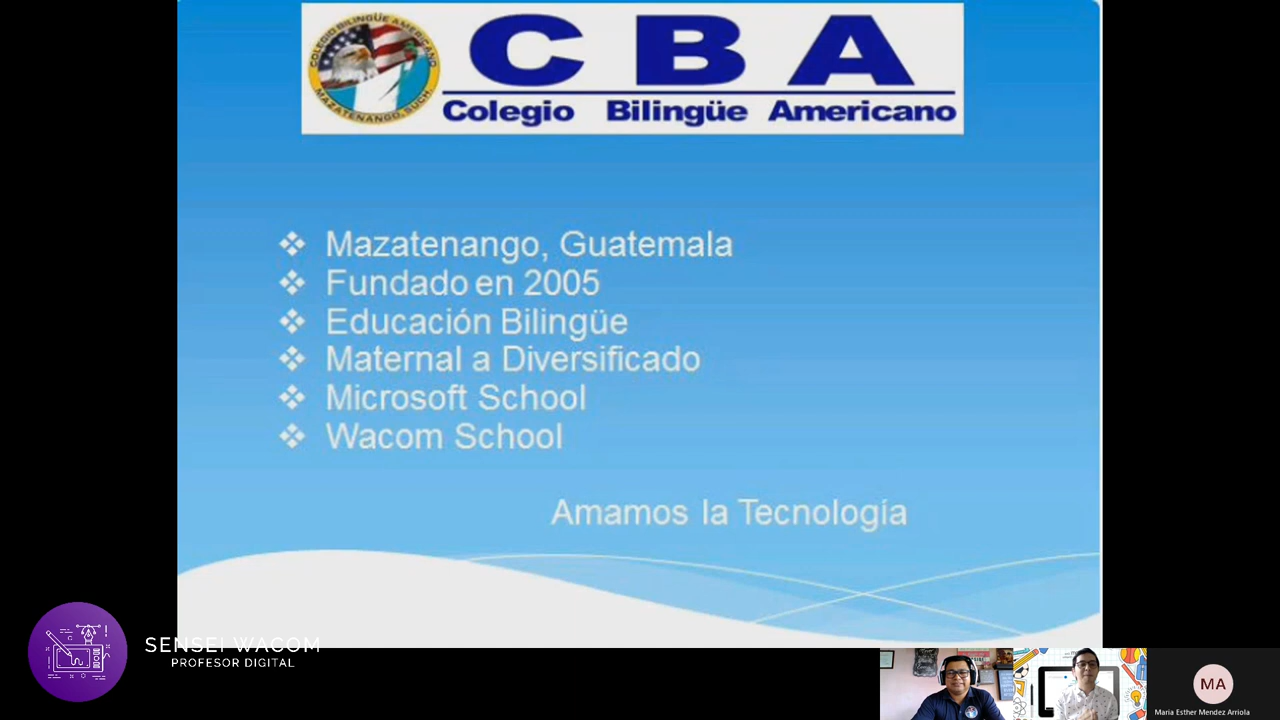 COLEGIO BILINGÜE AMERICANO
MAZATENANGO, SUCH.
C B A
Colegio Bilingüe Americano
Mazatenango, Guatemala
Fundado en 2005
Educación Bilingüe
Maternal a Diversificado
Microsoft School
Wacom School
Amamos la Tecnología
SENSEI WACOM
PROFESOR DIGITAL
MA
Maria Esther Mendez Arriola